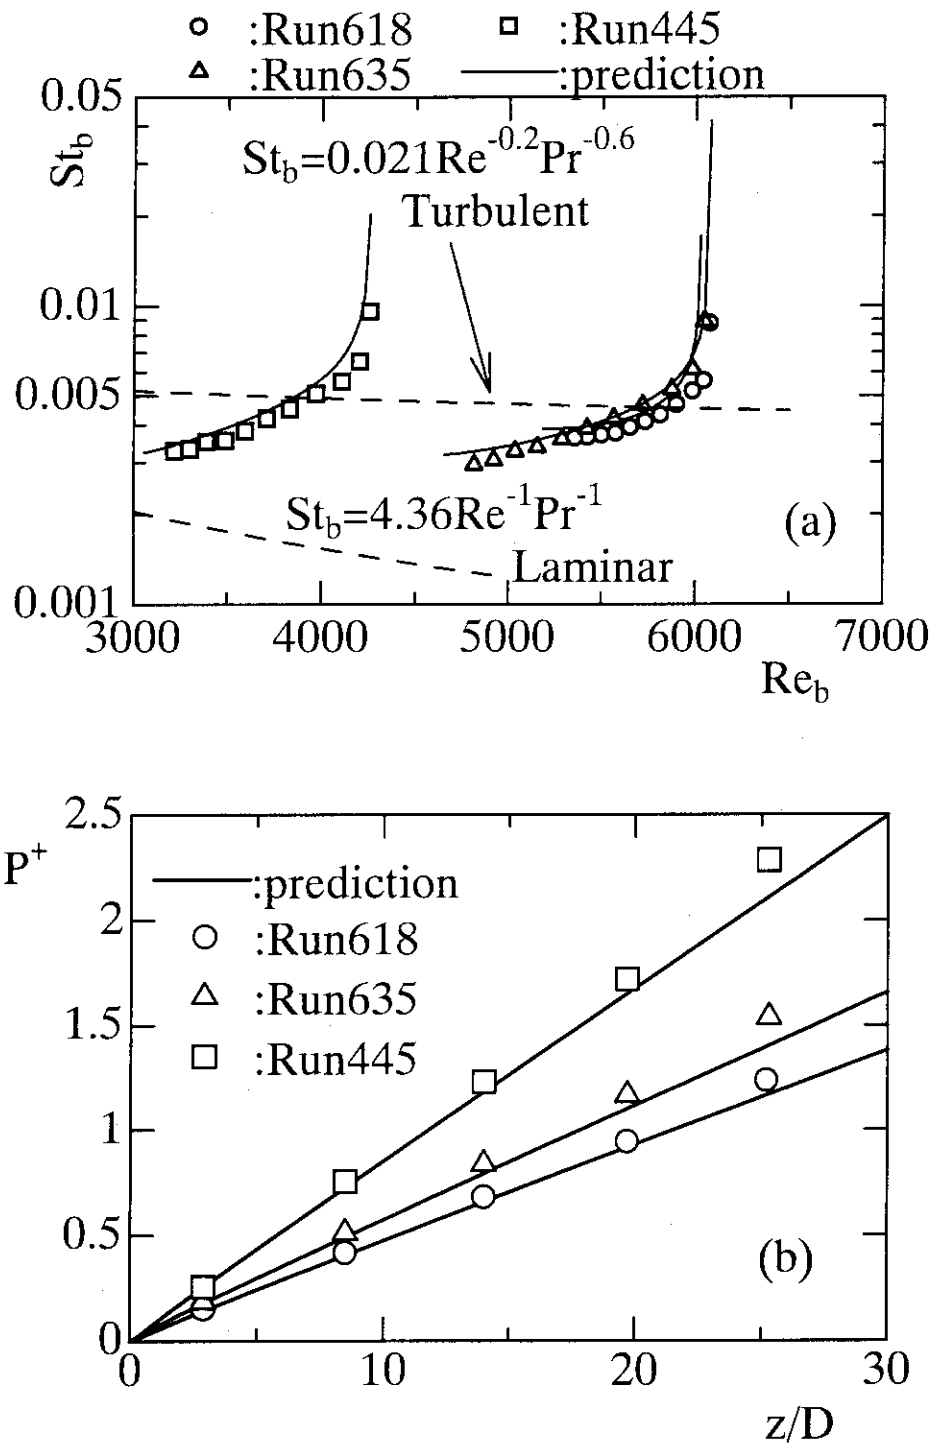 :Run618 :Run445
:Run635 :prediction
0.05
St_b
St_b=0.021Re^-0.2Pr^-0.6
Turbulent
0.01
0.005
St_b=4.36Re^-1Pr^-1
(a)
Laminar
0.001
3000 4000 5000 6000 7000
Re_b
2.5
P^+
:prediction
2
:Run618
:Run635
1.5
:Run445
1
0.5
(b)
0
0 10 20 30
z/D